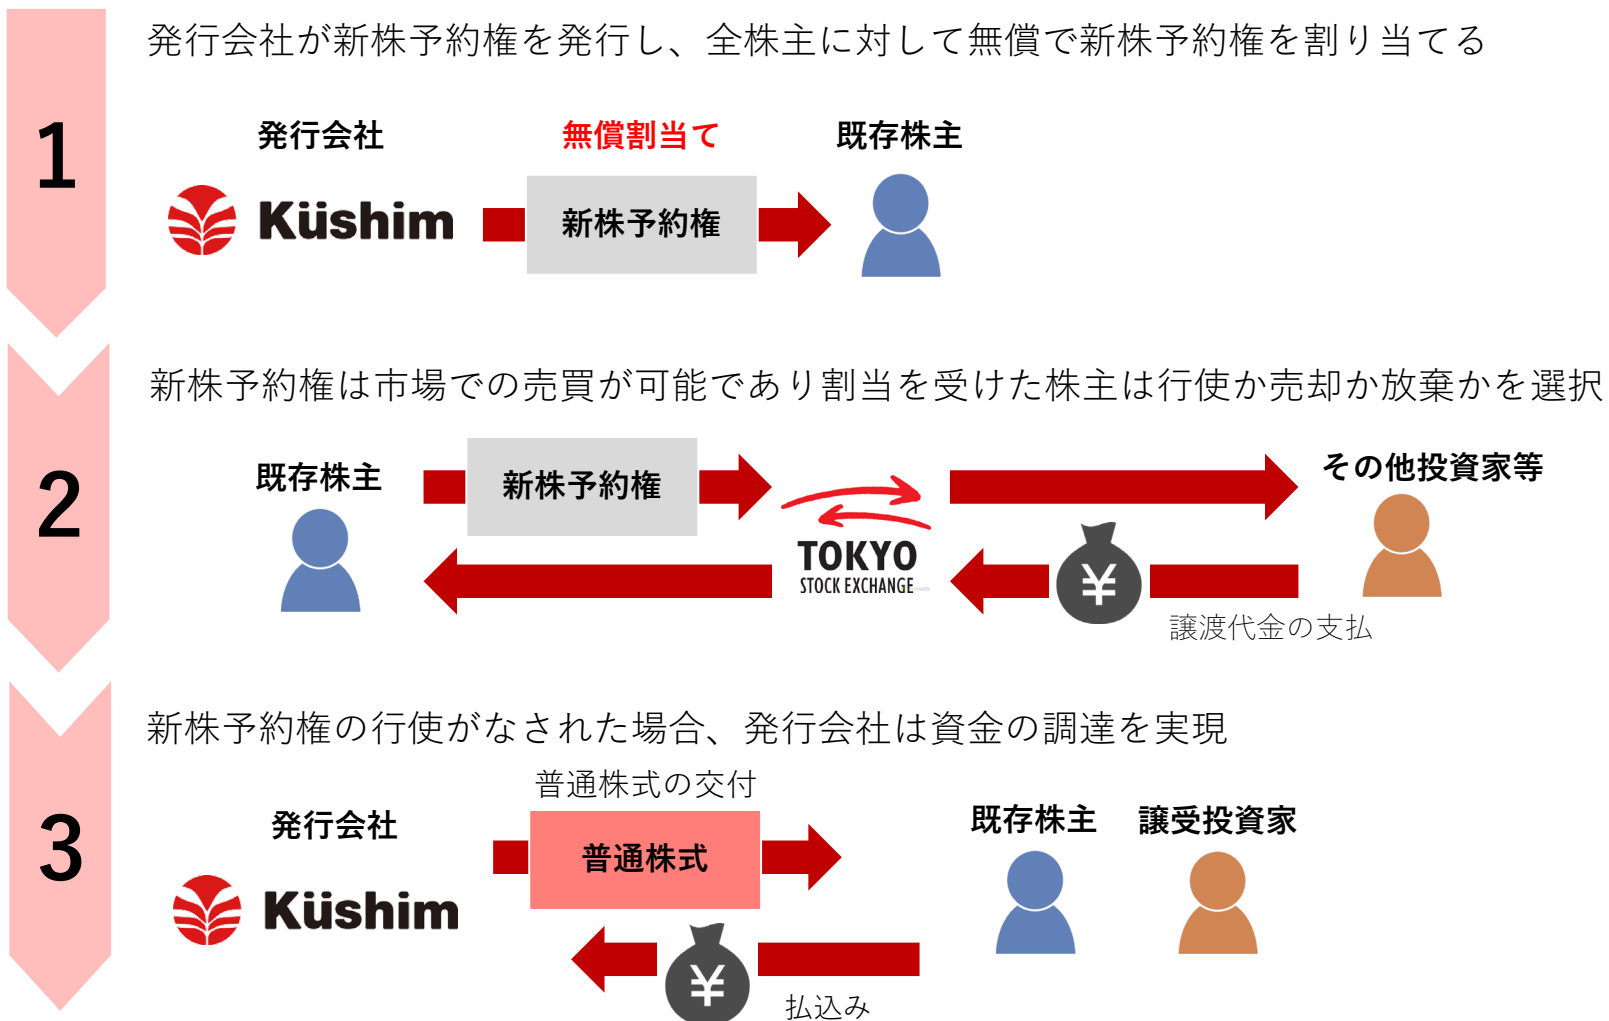 発行会社が新株予約権を発行し、全株主に対して無償で新株予約権を割り当てる
1
発行会社
無償割当て
既存株主
Küshim
新株予約権
新株予約権は市場での売買が可能であり割当を受けた株主は行使か売却か放棄かを選択
2
既存株主
新株予約権
その他投資家等
TOKYO
STOCK EXCHANGE
¥
譲渡代金の支払
新株予約権の行使がなされた場合、発行会社は資金の調達を実現
普通株式の交付
3
発行会社
普通株式
既存株主
譲受投資家
Küshim
¥
払込み